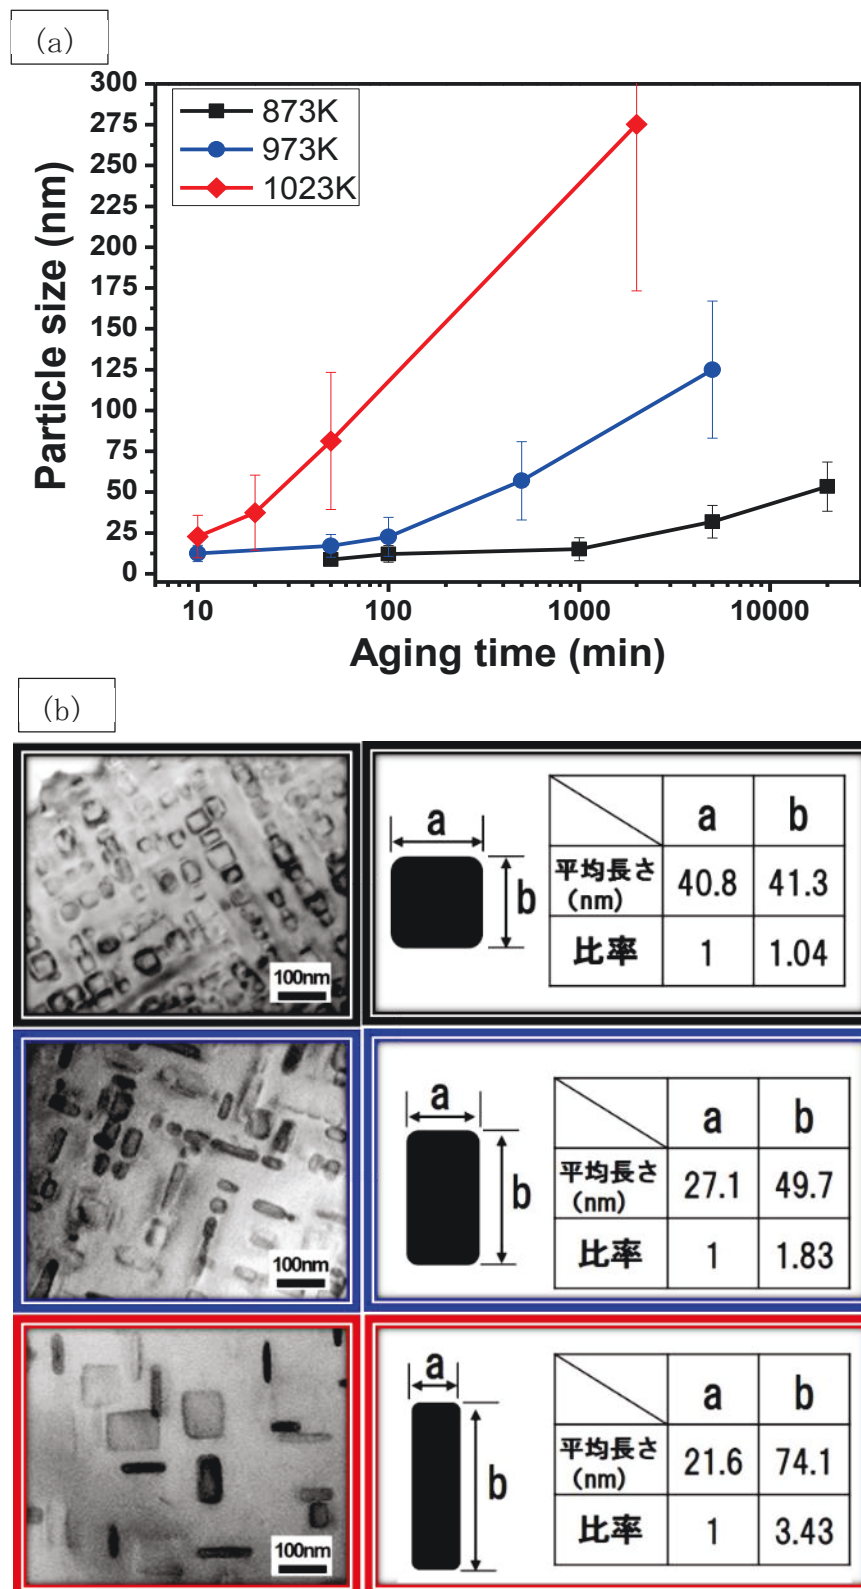 (a)
300
275
250
225
200
175
150
125
100
75
50
25
0
Particle size (nm)
873K
973K
1023K
10
100
1000
10000
Aging time (min)
(b)
100nm
a
b
a
b
平均長さ
(nm)
40.8
41.3
比率
1
1.04
100nm
a
b
a
b
平均長さ
(nm)
27.1
49.7
比率
1
1.83
100nm
a
b
a
b
平均長さ
(nm)
21.6
74.1
比率
1
3.43